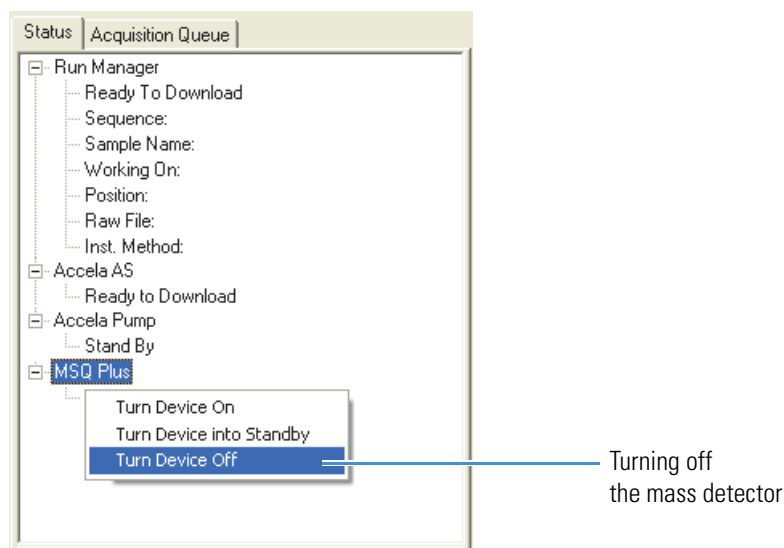 Status
Acquisition Queue
Run Manager
Ready To Download
Sequence:
Sample Name:
Working On:
Position:
Raw File:
Inst. Method:
Accela AS
Ready to Download
Accela Pump
Stand By
MSQ Plus
Turn Device On
Turn Device into Standby
Turn Device Off
Turning off
the mass detector